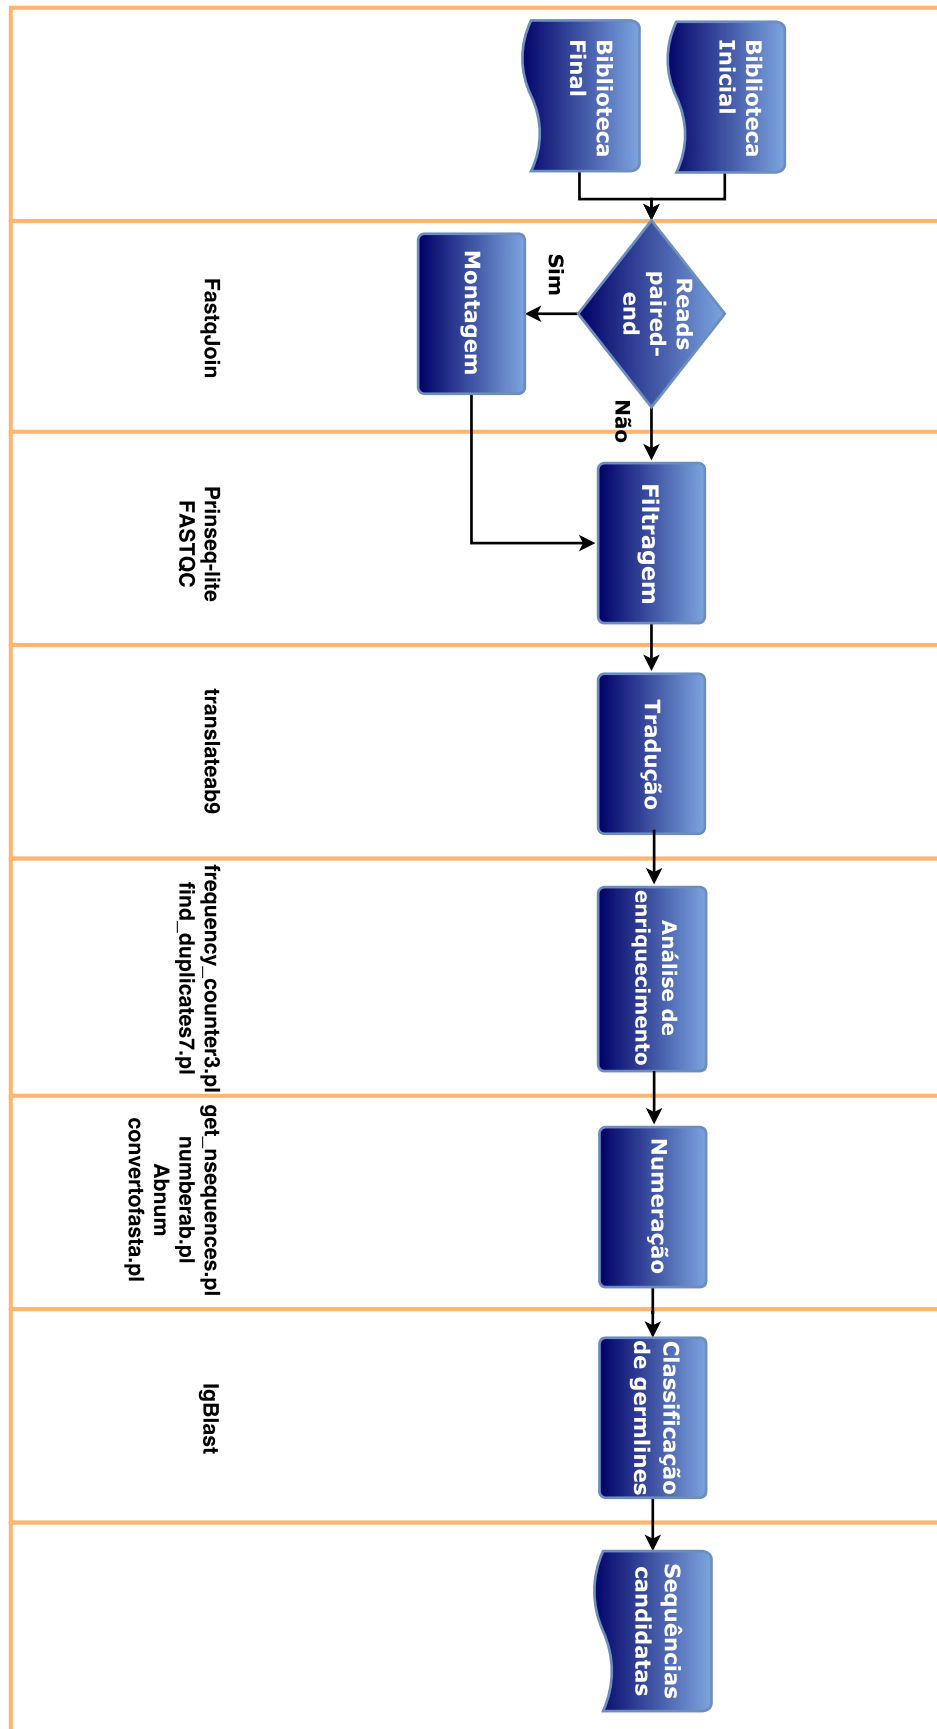 Biblioteca
Inicial
Biblioteca
Final
Reads
paired-
end
Sim
Não
Montagem
Filtragem
Tradução
Análise de
enriquecimento
Numeração
Classificação
de germlines
Sequências
candidatas
FastqJoin
Prinseq-lite
FASTQC
translateab9
frequency_counter3.pl
find_duplicates7.pl
get_nsequences.pl
numberab.pl
Abnum
convertofasta.pl
IgBlast